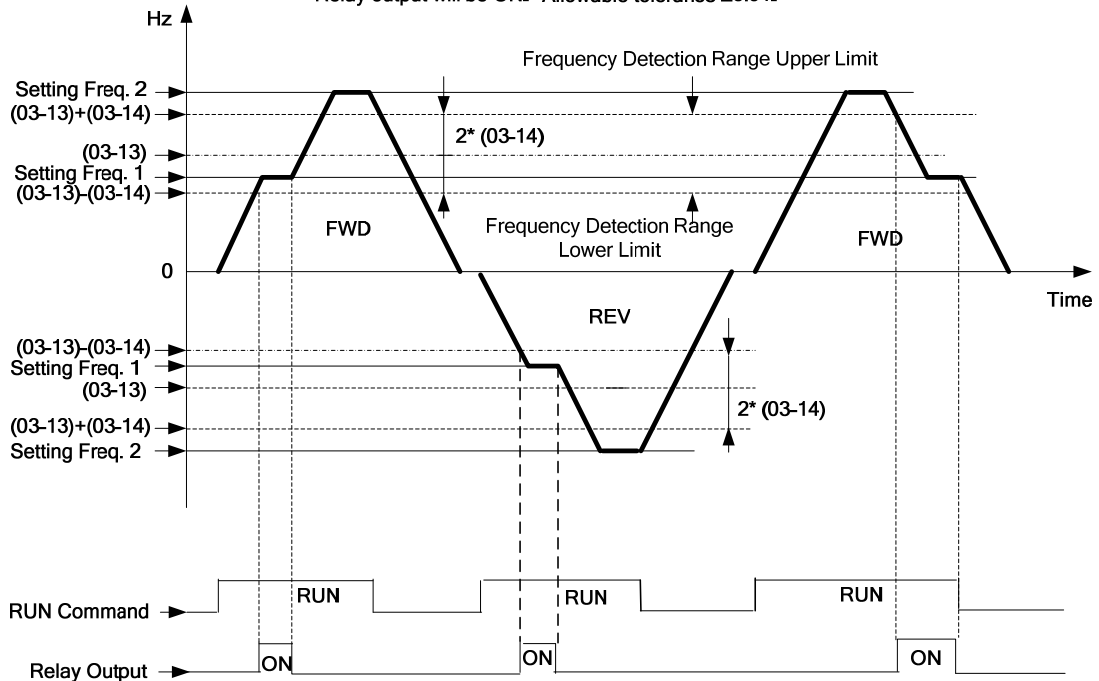 Hz
Frequency Detection Range Upper Limit
Setting Freq. 2
(03-13)+(03-14)
2* (03-14)
(03-13)
Setting Freq. 1
(03-13)-(03-14)
FWD
Frequency Detection Range
Lower Limit
FWD
0
Time
REV
(03-13)-(03-14)
Setting Freq. 1
(03-13)
2* (03-14)
(03-13)+(03-14)
Setting Freq. 2
RUN
RUN
RUN
RUN Command
ON
ON
ON
Relay Output